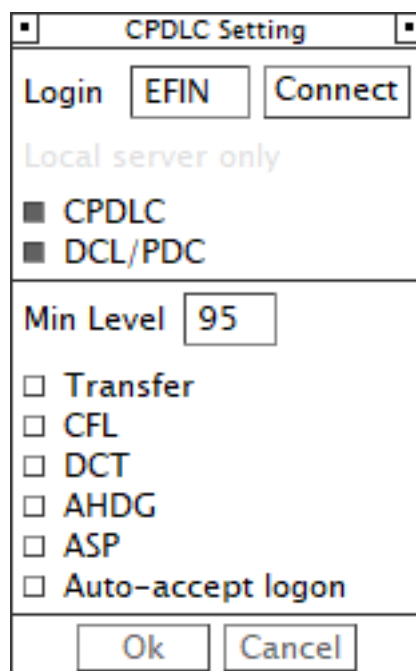 CPDLC Setting
Login EFIN Connect
Local server only
CPDLC
DCL/PDC
Min Level 95
Transfer
CFL
DCT
AHDG
ASP
Auto-accept logon
Ok Cancel